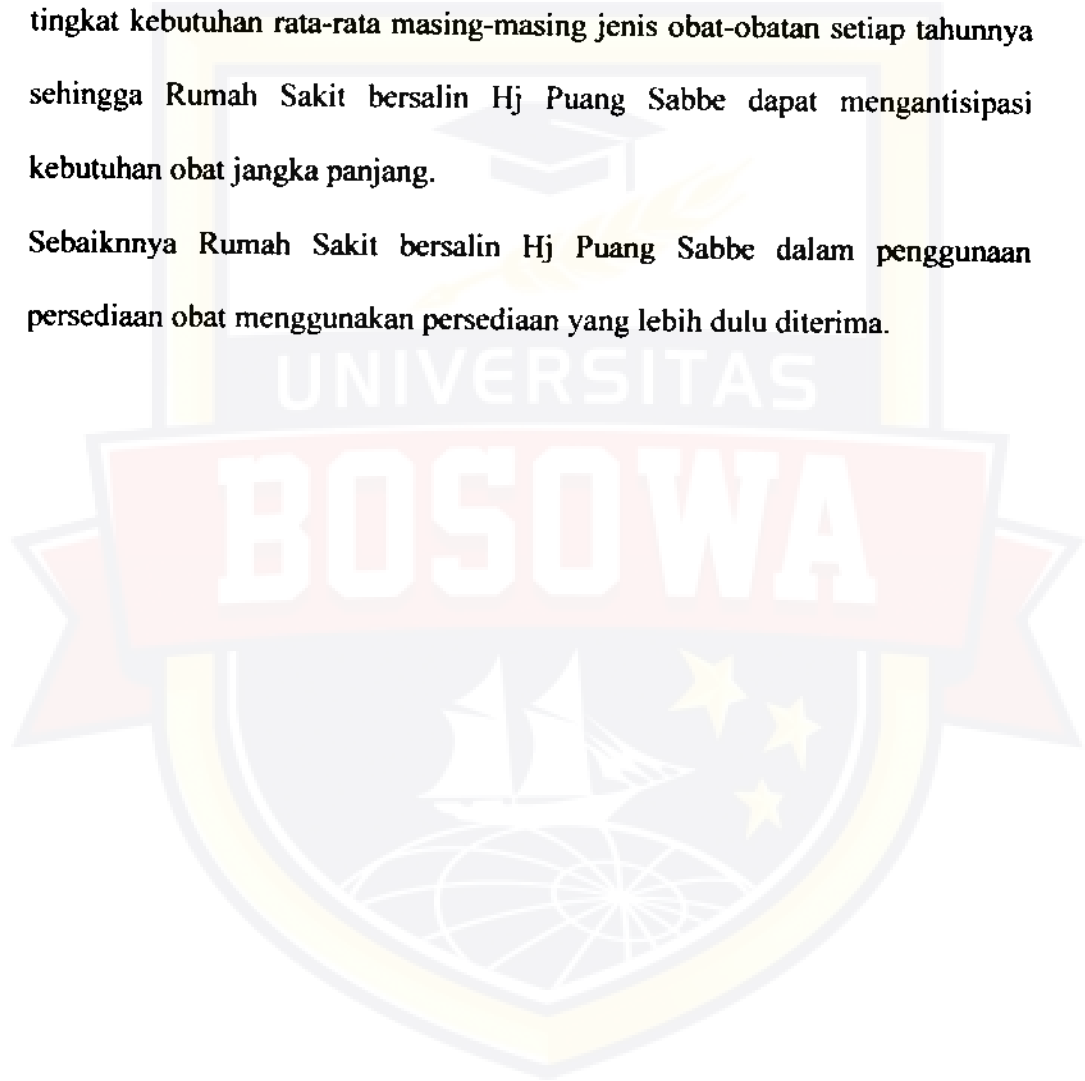 tingkat kebutuhan rata-rata masing-masing jenis obat-obatan setiap tahunnya
sehingga Rumah Sakit bersalin Hj Puang Sabbe dapat mengantisipasi
kebutuhan obat jangka panjang.
Sebaiknnya Rumah Sakit bersalin Hj Puang Sabbe dalam penggunaan
persediaan obat menggunakan persediaan yang lebih dulu diterima.
UNIVERSITAS
BOSOWA